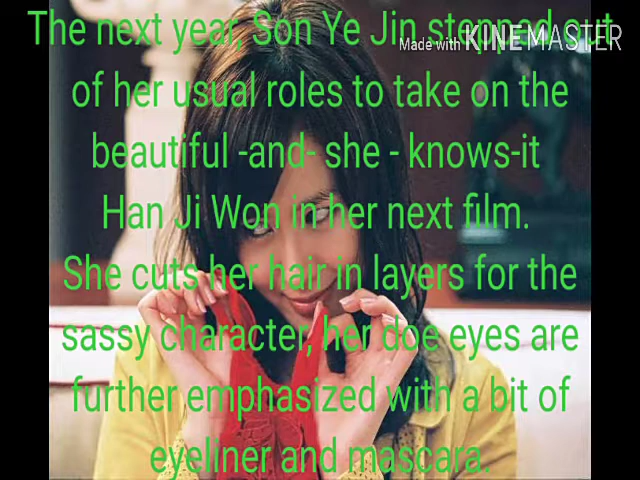 The next year, Son Ye Jin stepped out
Made with KINEMASTER
of her usual roles to take on the
beautiful -and- she - knows-it
Han Ji Won in her next film.
She cuts her hair in layers for the
sassy character, her doe eyes are
further emphasized with a bit of
eyeliner and mascara.